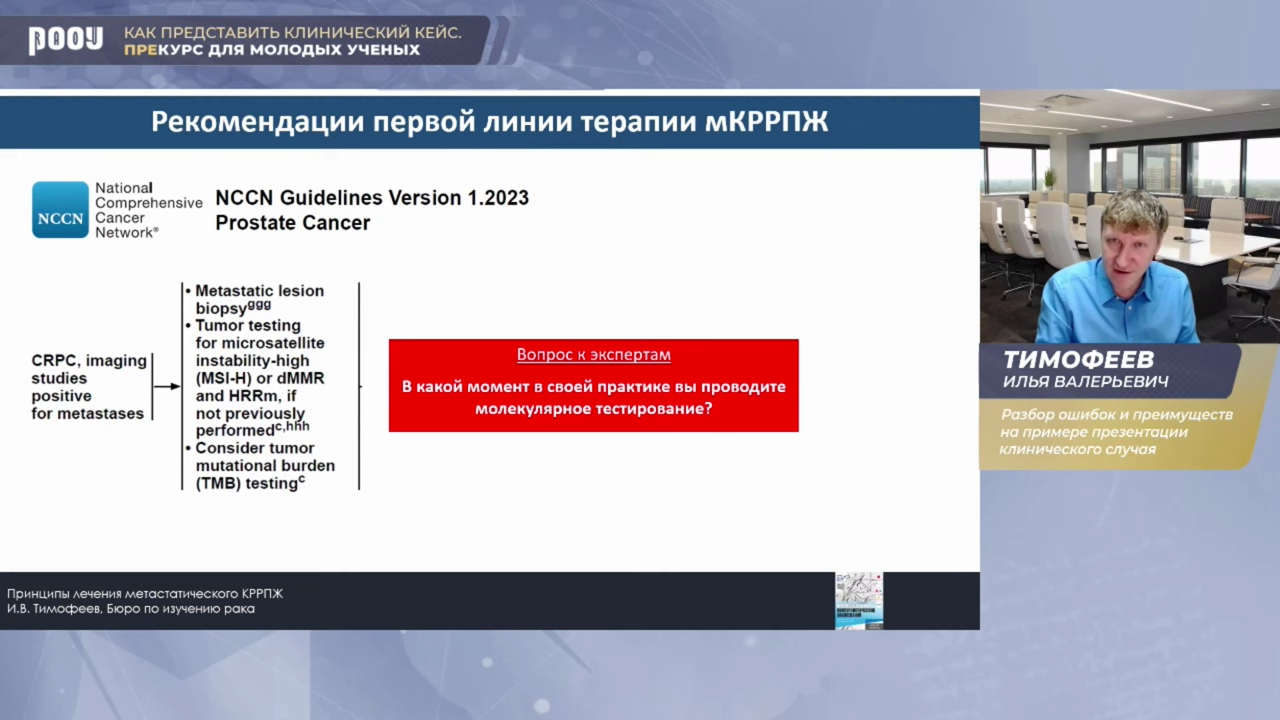 РООУ
КАК ПРЕДСТАВИТЬ КЛИНИЧЕСКИЙ КЕЙС.
ПРЕКУРС ДЛЯ МОЛОДЫХ УЧЕНЫХ
Рекомендации первой линии терапии мКРРПЖ
NCCN
National
Comprehensive
Cancer
Network®
NCCN Guidelines Version 1.2023
Prostate Cancer
CRPC, imaging
studies
positive
for metastases
• Metastatic lesion
biopsyggg
• Tumor testing
for microsatellite
instability-high
(MSI-H) or dMMR
and HRRm, if
not previously
performedc,hhh
• Consider tumor
mutational burden
(TMB) testingc
Вопрос к экспертам
В какой момент в своей практике вы проводите
молекулярное тестирование?
ТИМОФЕЕВ
ИЛЬЯ ВАЛЕРЬЕВИЧ
Разбор ошибок и преимуществ
на примере презентации
клинического случая
Принципы лечения метастатического КРРПЖ
И.В. Тимофеев, Бюро по изучению рака